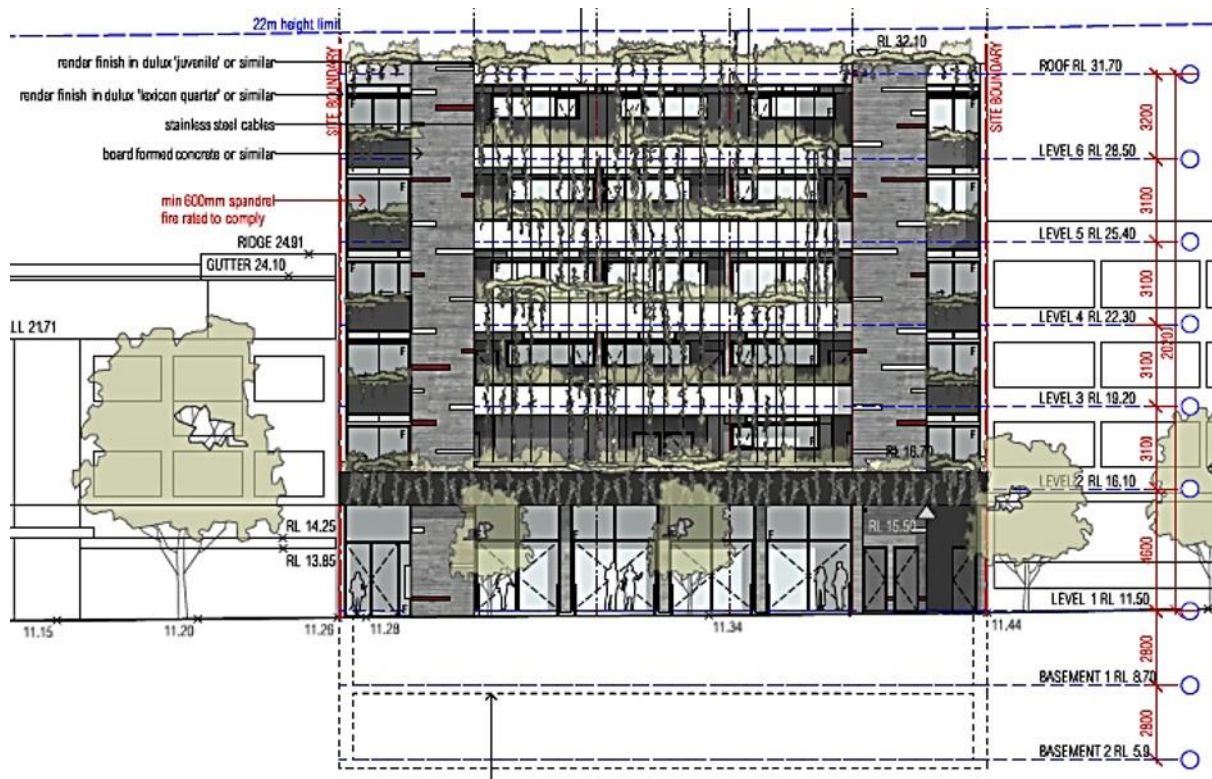 22m height limit
render finish in dulux 'juvenile' or similar
render finish in dulux 'lexicon quarter' or similar
stainless steel cables
board formed concrete or similar
min 600mm spandrel
fire rated to comply
SITE BOUNDARY
SITE BOUNDARY
RL 32.10
ROOF RL 31.70
3200
LEVEL 6 RL 28.50
3100
LEVEL 5 RL 25.40
3100
LEVEL 4 RL 22.30
3100
LEVEL 3 RL 19.20
3100
LEVEL 2 RL 16.10
4600
LEVEL 1 RL 11.50
2800
BASEMENT 1 RL 8.70
2800
BASEMENT 2 RL 5.9
RIDGE 24.91
GUTTER 24.10
LL 21.71
RL 16.70
RL 15.50
RL 14.25
RL 13.85
11.15
11.20
11.26
11.28
11.34
11.44
F
F
F
F
F
F
F
F